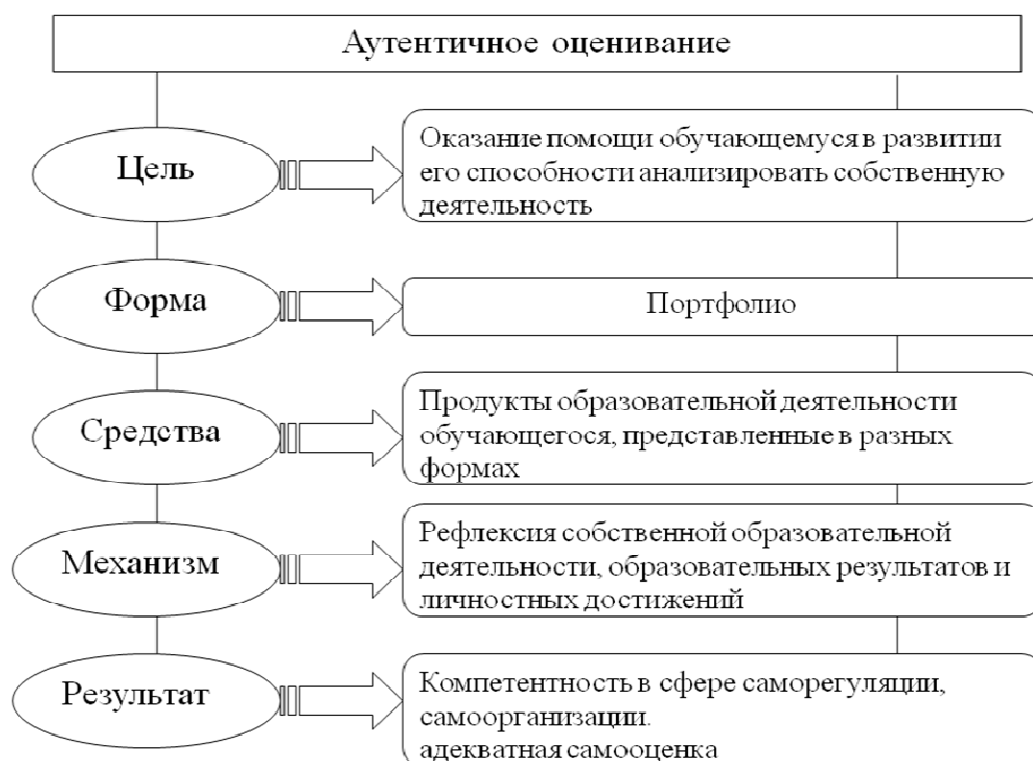 Аутентичное оценивание
Цель
Оказание помощи обучающемуся в развитии
его способности анализировать собственную
деятельность
Форма
Портфолио
Средства
Продукты образовательной деятельности
обучающегося, представленные в разных
формах
Механизм
Рефлексия собственной образовательной
деятельности, образовательных результатов и
личностных достижений
Результат
Компетентность в сфере саморегуляции,
самоорганизации.
адекватная самооценка